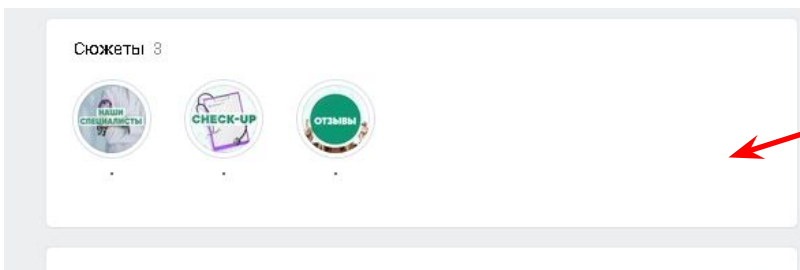 Сюжеты 3
НАШИ
СПЕЦИАЛИСТЫ
CHECK-UP
ОТЗЫВЫ
. . .